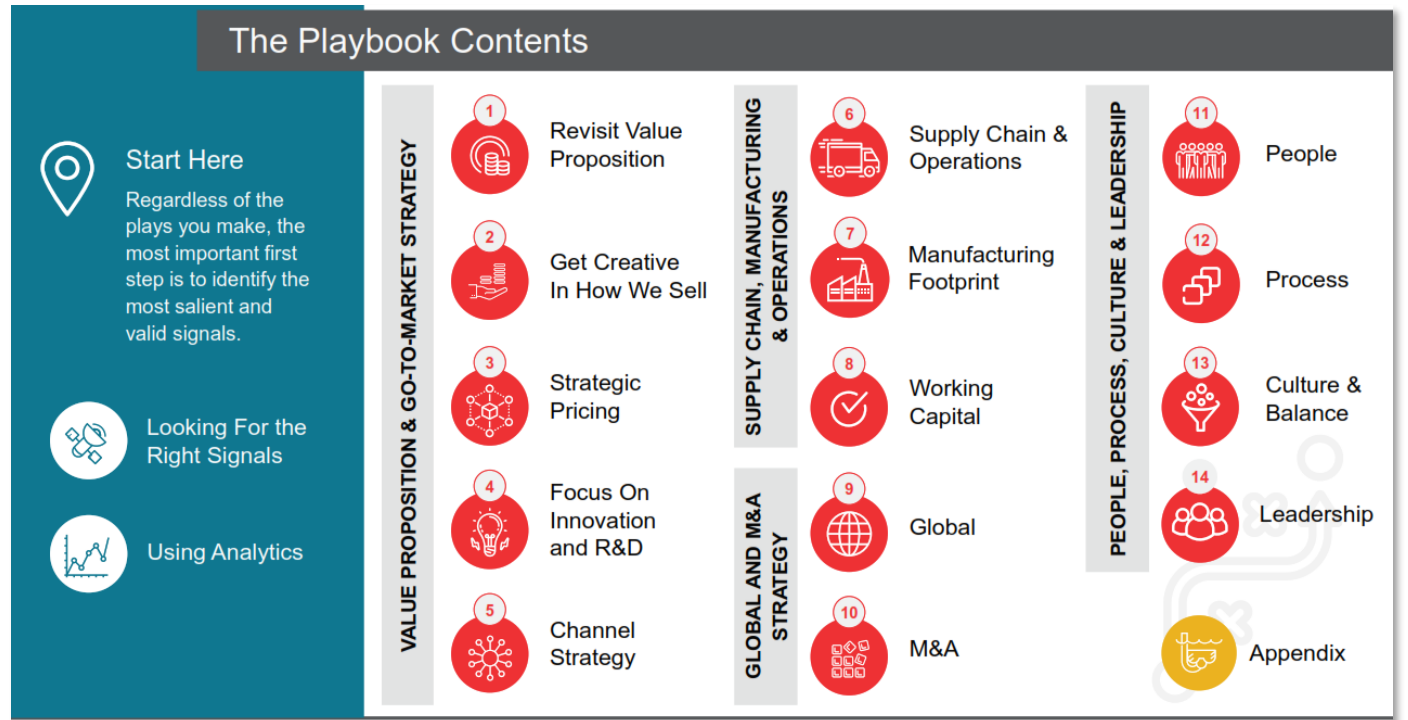 The Playbook Contents
Start Here
Regardless of the
plays you make, the
most important first
step is to identify the
most salient and
valid signals.
Looking For the
Right Signals
Using Analytics
VALUE PROPOSITION & GO-TO-MARKET STRATEGY
1
Revisit Value
Proposition
2
Get Creative
In How We Sell
3
Strategic
Pricing
4
Focus On
Innovation
and R&D
5
Channel
Strategy
SUPPLY CHAIN, MANUFACTURING
& OPERATIONS
6
Supply Chain &
Operations
7
Manufacturing
Footprint
8
Working
Capital
GLOBAL AND M&A
STRATEGY
9
Global
10
M&A
PEOPLE, PROCESS, CULTURE & LEADERSHIP
11
People
12
Process
13
Culture &
Balance
14
Leadership
Appendix